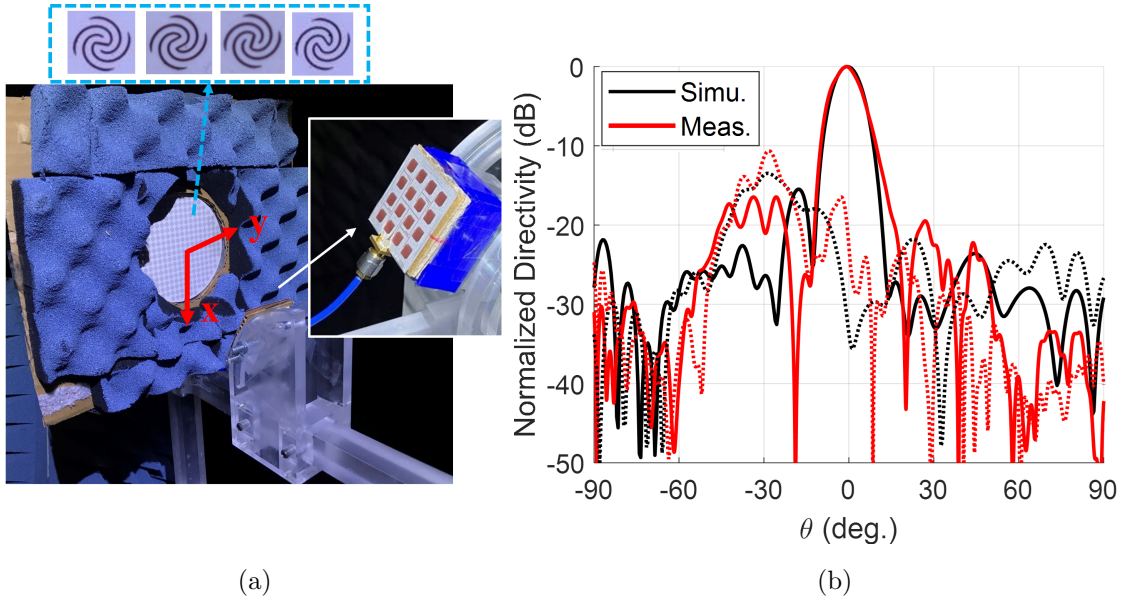 y
x
(a)
Normalized Directivity (dB)
0
-10
-20
-30
-40
-50
Simu.
Meas.
-90
-60
-30
0
30
60
90
θ (deg.)
(b)